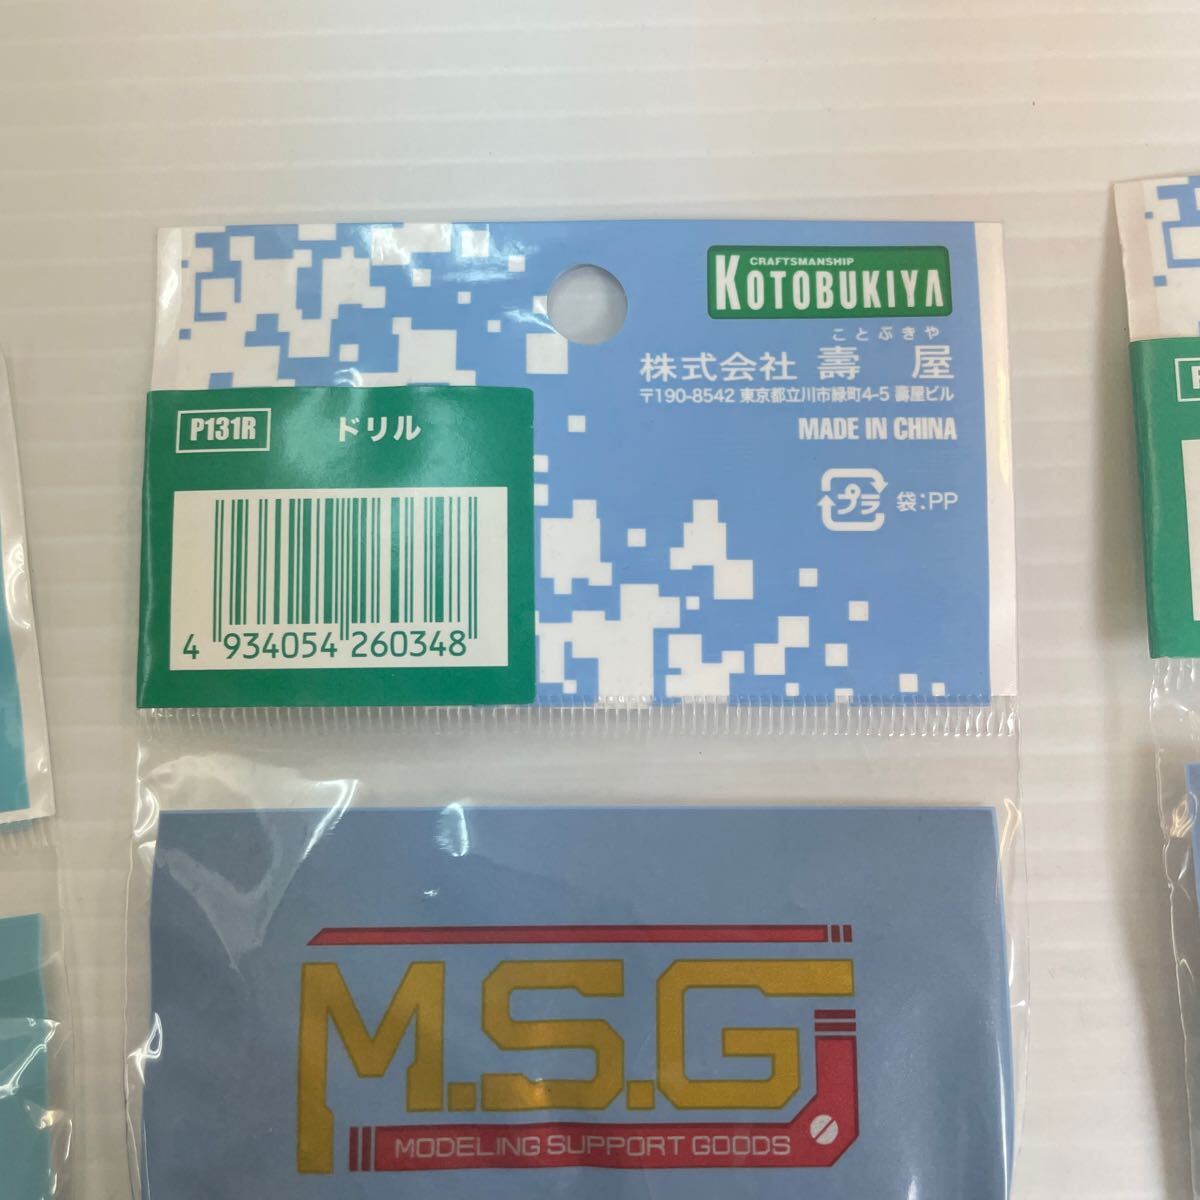 CRAFTSMANSHIP
KOTOBUKIYA
ことぶきや
株式会社 壽屋
〒190-8542 東京都立川市緑町4-5 壽屋ビル
MADE IN CHINA
プラ 袋:PP
P131R ドリル
4 934054 260348
M.S.G
MODELING SUPPORT GOODS